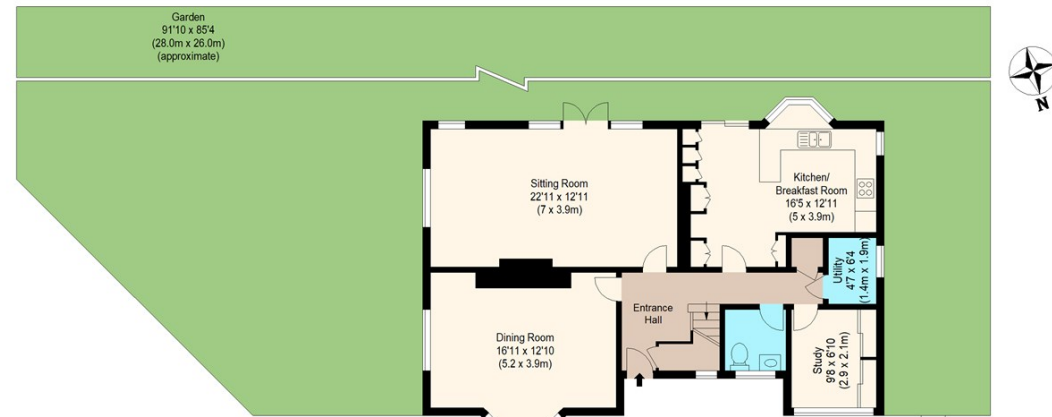 Garden
91'10 x 85'4
(28.0m x 26.0m)
(approximate)
N
Sitting Room
22'11 x 12'11
(7 x 3.9m)
Kitchen/
Breakfast Room
16'5 x 12'11
(5 x 3.9m)
Utility
4'7 x 6'4
(1.4m x 1.9m)
Entrance
Hall
Dining Room
16'11 x 12'10
(5.2 x 3.9m)
Study
9'8 x 6'10
(2.9 x 2.1m)